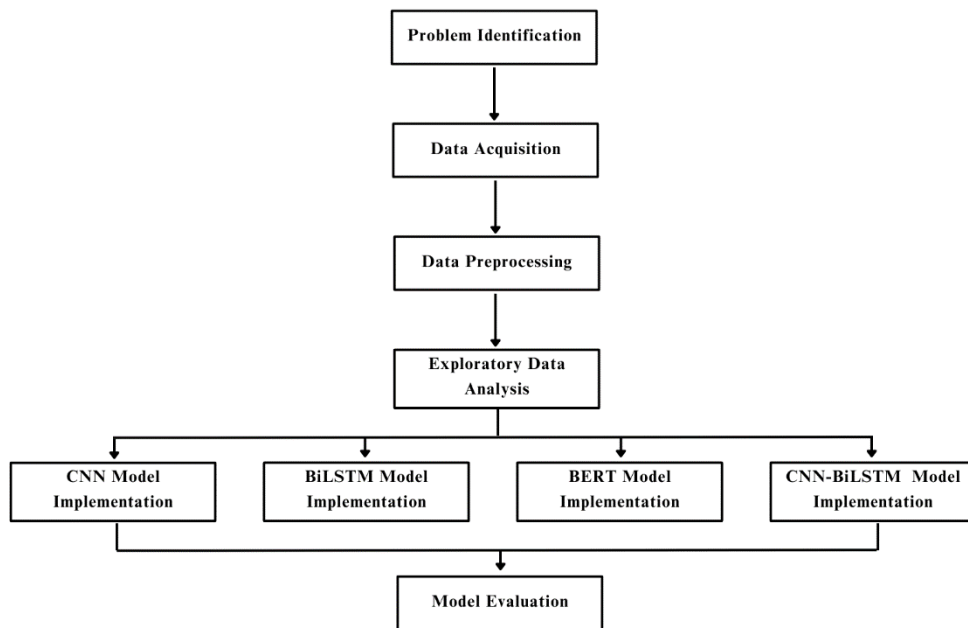 Problem Identification
Data Acquisition
Data Preprocessing
Exploratory Data
Analysis
CNN Model
Implementation
BiLSTM Model
Implementation
BERT Model
Implementation
CNN-BiLSTM Model
Implementation
Model Evaluation